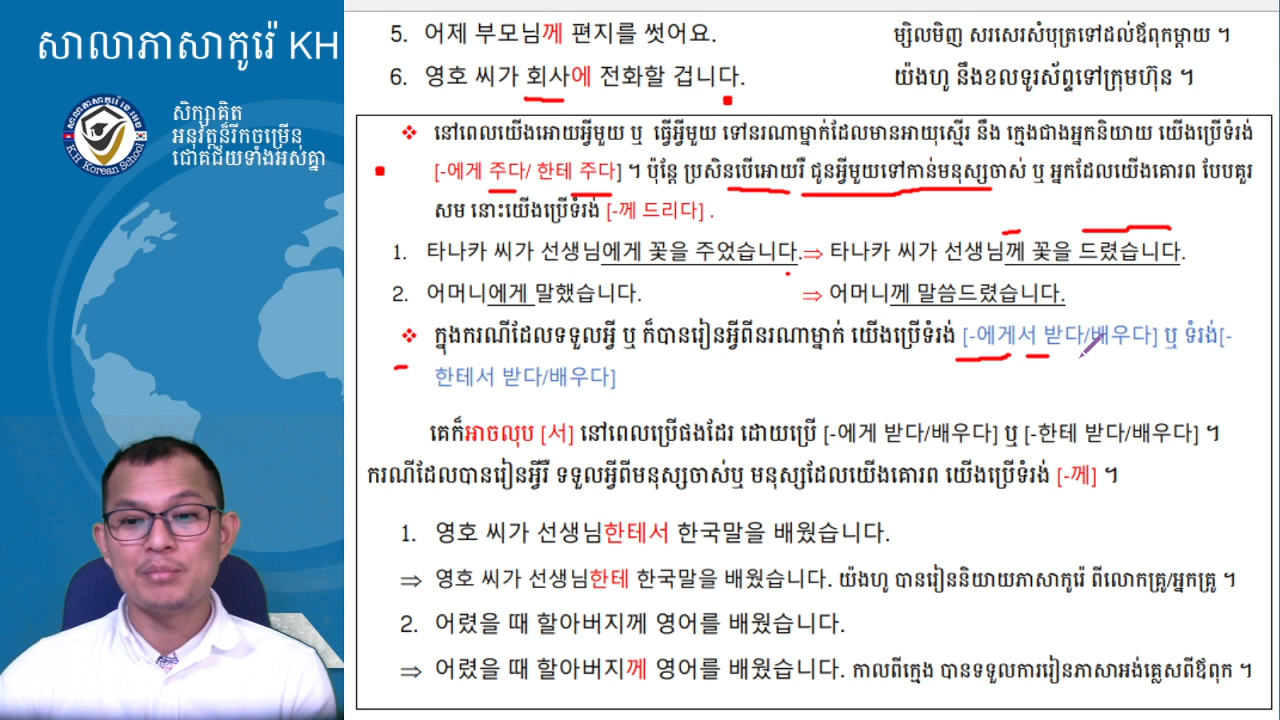 សាលាភាសាកូរ៉េ KH
សិក្សាគិត
អនុវត្តន៍រីកចម្រើន
ជោគជ័យទាំងអស់គ្នា
KH Korean School
5. 어제 부모님께 편지를 썻어요. ម្សិលមិញ សរសេរសំបុត្រទៅដល់ឪពុកម្តាយ ។
6. 영호 씨가 회사에 전화할 겁니다. យ៉ងហូ នឹងខលទូរស័ព្ទទៅក្រុមហ៊ុន ។
❖ នៅពេលយើងអោយអ្វីមួយ ឬ ធ្វើអ្វីមួយ ទៅនរណាម្នាក់ដែលមានអាយុស្មើរ នឹង ក្មេងជាងអ្នកនិយាយ យើងប្រើទំរង់
[-에게 주다/ 한테 주다] ។ ប៉ុន្តែ ប្រសិនបើអោយរឺ ជូនអ្វីមួយទៅកាន់មនុស្សចាស់ ឬ អ្នកដែលយើងគោរព បែបគួរ
សម នោះយើងប្រើទំរង់ [-께 드리다] .
1. 타나카 씨가 선생님에게 꽃을 주었습니다.⇒ 타나카 씨가 선생님께 꽃을 드렸습니다.
2. 어머니에게 말했습니다. ⇒ 어머니께 말씀드렸습니다.
❖ ក្នុងករណីដែលទទួលអ្វី ឬ ក៏បានរៀនអ្វីពីនរណាម្នាក់ យើងប្រើទំរង់ [-에게서 받다/배우다] ឬ ទំរង់[-
한테서 받다/배우다]
គេក៏អាចលុប [서] នៅពេលប្រើផងដែរ ដោយប្រើ [-에게 받다/배우다] ឬ [-한테 받다/배우다] ។
ករណីដែលបានរៀនអ្វីរឺ ទទួលអ្វីពីមនុស្សចាស់ឬ មនុស្សដែលយើងគោរព យើងប្រើទំរង់ [-께] ។
1. 영호 씨가 선생님한테서 한국말을 배웠습니다.
⇒ 영호 씨가 선생님한테 한국말을 배웠습니다. យ៉ងហូ បានរៀននិយាយភាសាកូរ៉េ ពីលោកគ្រូ/អ្នកគ្រូ ។
2. 어렸을 때 할아버지께 영어를 배웠습니다.
⇒ 어렸을 때 할아버지께 영어를 배웠습니다. កាលពីក្មេង បានទទួលការរៀនភាសាអង់គ្លេសពីឪពុក ។